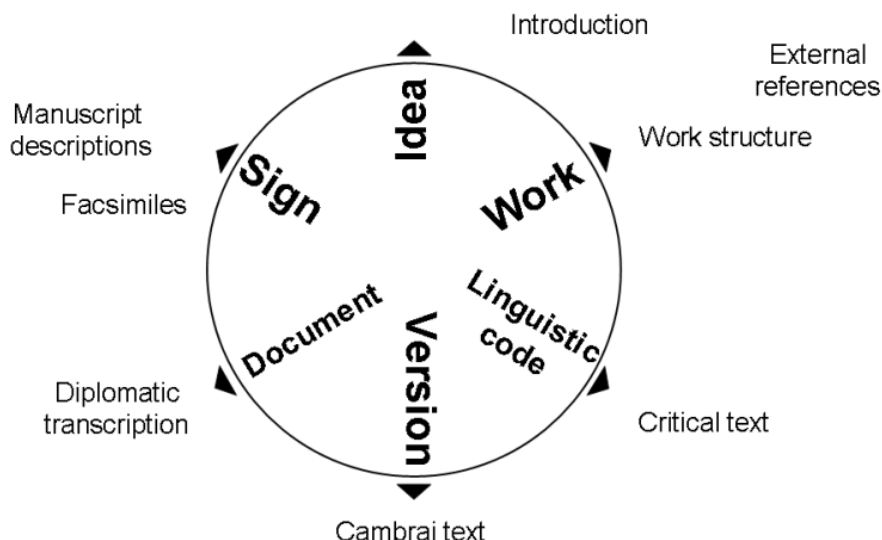 Introduction
External
references
Manuscript
descriptions
Work structure
Facsimiles
Idea
Sign
Work
Document
Version
Linguistic
code
Diplomatic
transcription
Critical text
Cambrai text